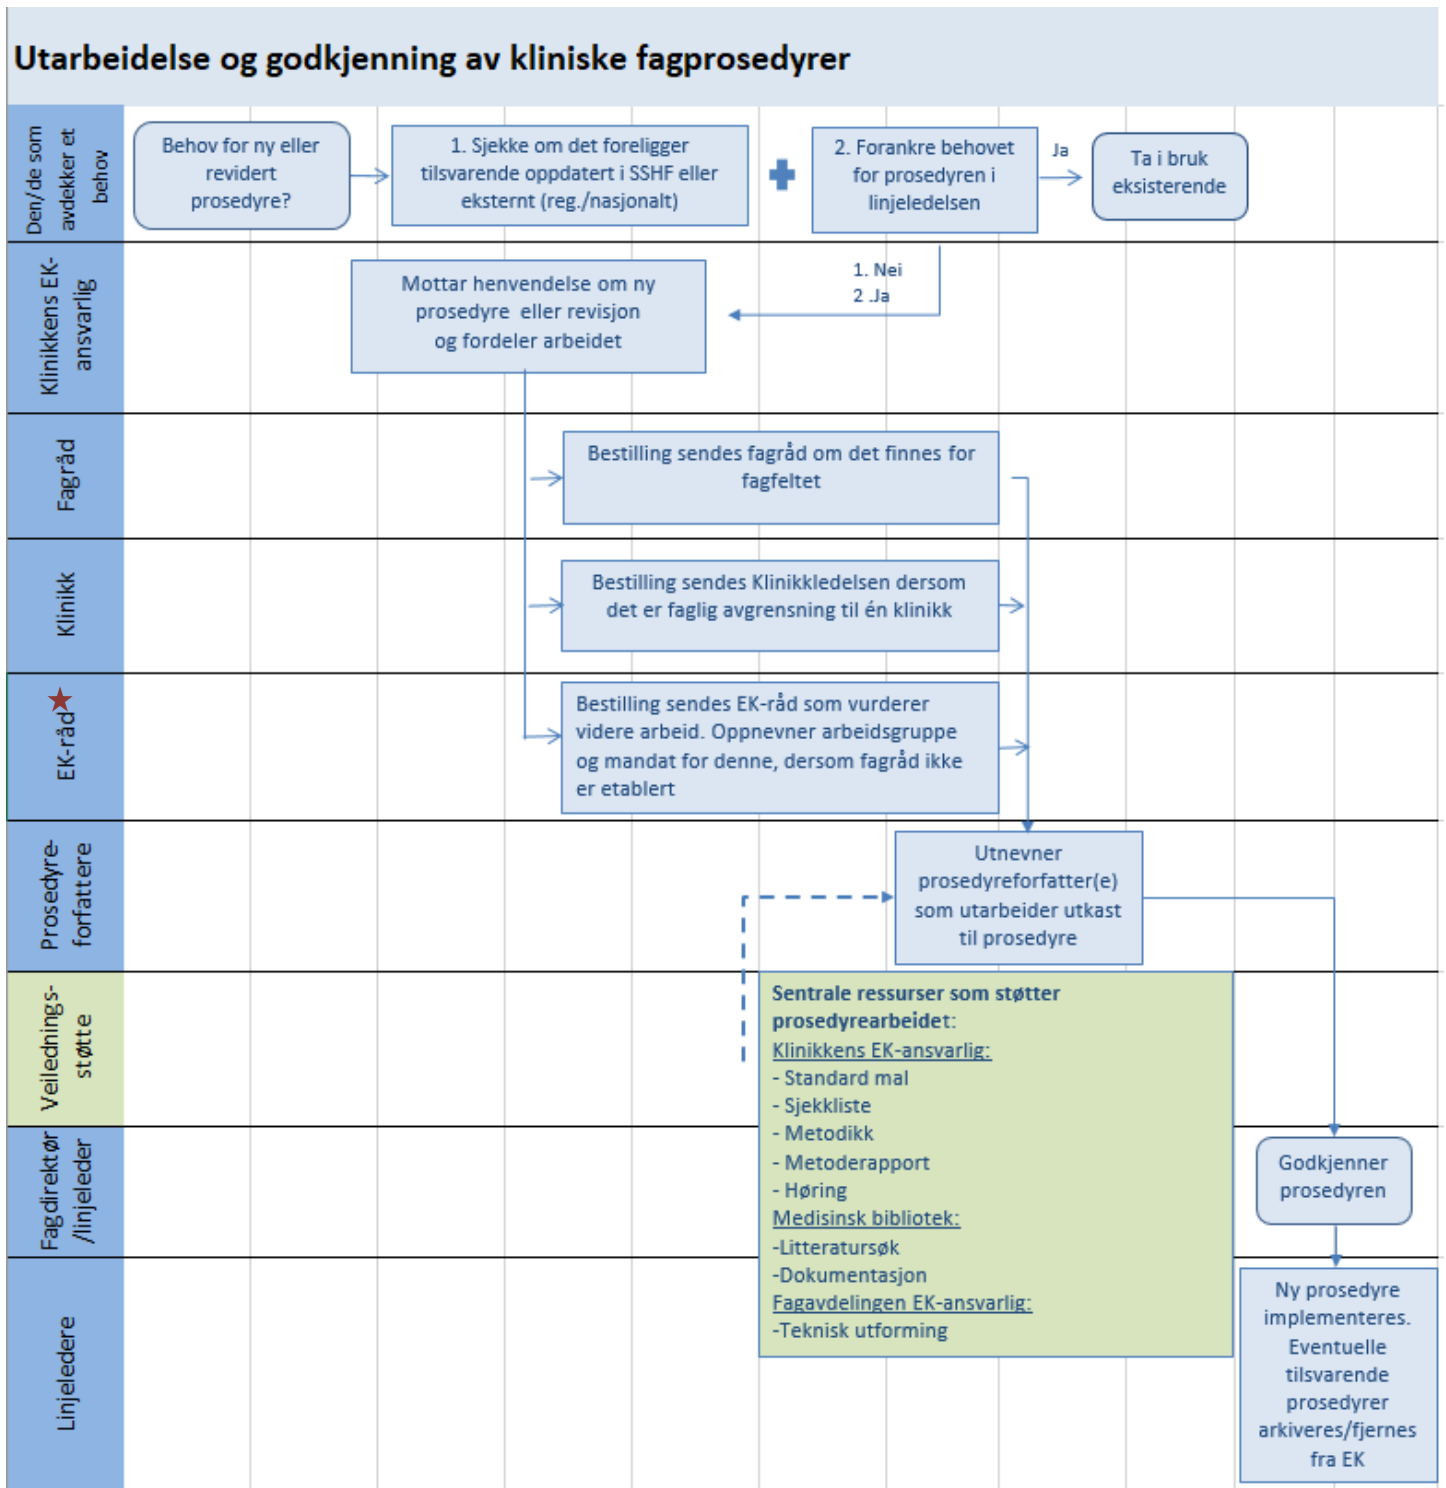 Utarbeidelse og godkjenning av kliniske fagprosedyrer
Den/de som
avdekker et
behov
Behov for ny eller
revidert
prosedyre?
1. Sjekke om det foreligger
tilsvarende oppdatert i SSHF eller
eksternt (reg./nasjonalt)
2. Forankre behovet
for prosedyren i
linjeledelsen
Ja
Ta i bruk
eksisterende
Klinikkens EK-
ansvarlig
Mottar henvendelse om ny
prosedyre eller revisjon
og fordeler arbeidet
1. Nei
2 .Ja
Fagråd
Bestilling sendes fagråd om det finnes for
fagfeltet
Klinikk
Bestilling sendes Klinikkledelsen dersom
det er faglig avgrensning til én klinikk
EK-råd
Bestilling sendes EK-råd som vurderer
videre arbeid. Oppnevner arbeidsgruppe
og mandat for denne, dersom fagråd ikke
er etablert
Prosedyre-
forfattere
Utnevner
prosedyreforfatter(e)
som utarbeider utkast
til prosedyre
Veilednings-
støtte
Sentrale ressurser som støtter
prosedyrearbeidet:
Klinikkens EK-ansvarlig:
- Standard mal
- Sjekkliste
- Metodikk
- Metoderapport
- Høring
Medisinsk bibliotek:
-Litteratursøk
-Dokumentasjon
Fagavdelingen EK-ansvarlig:
-Teknisk utforming
Fagdirektør
/linjeleder
Godkjenner
prosedyren
Linjeledere
Ny prosedyre
implementeres.
Eventuelle
tilsvarende
prosedyrer
arkiveres/fjernes
fra EK